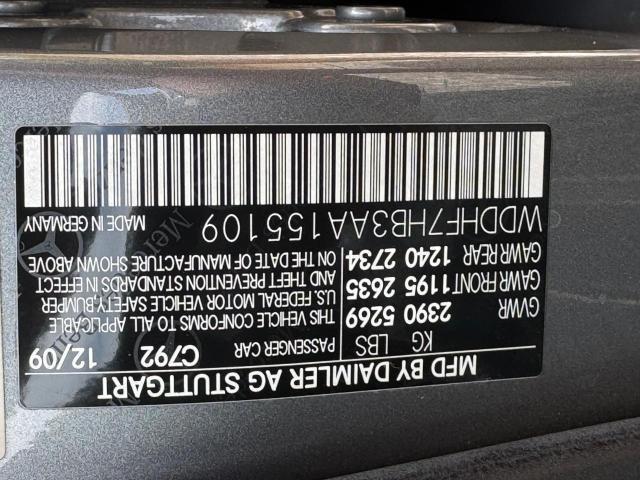 MFD BY DAIMLER AG STUTTGART
KG LBS PASSENGER CAR C792 12/09
GVWR 2390 5269
GAWR FRONT 1195 2635
GAWR REAR 1240 2734
THIS VEHICLE CONFORMS TO ALL APPLICABLE
U.S. FEDERAL MOTOR VEHICLE SAFETY,BUMPER
AND THEFT PREVENTION STANDARDS IN EFFECT
ON THE DATE OF MANUFACTURE SHOWN ABOVE
WDDHF7HB3AA155109 MADE IN GERMANY